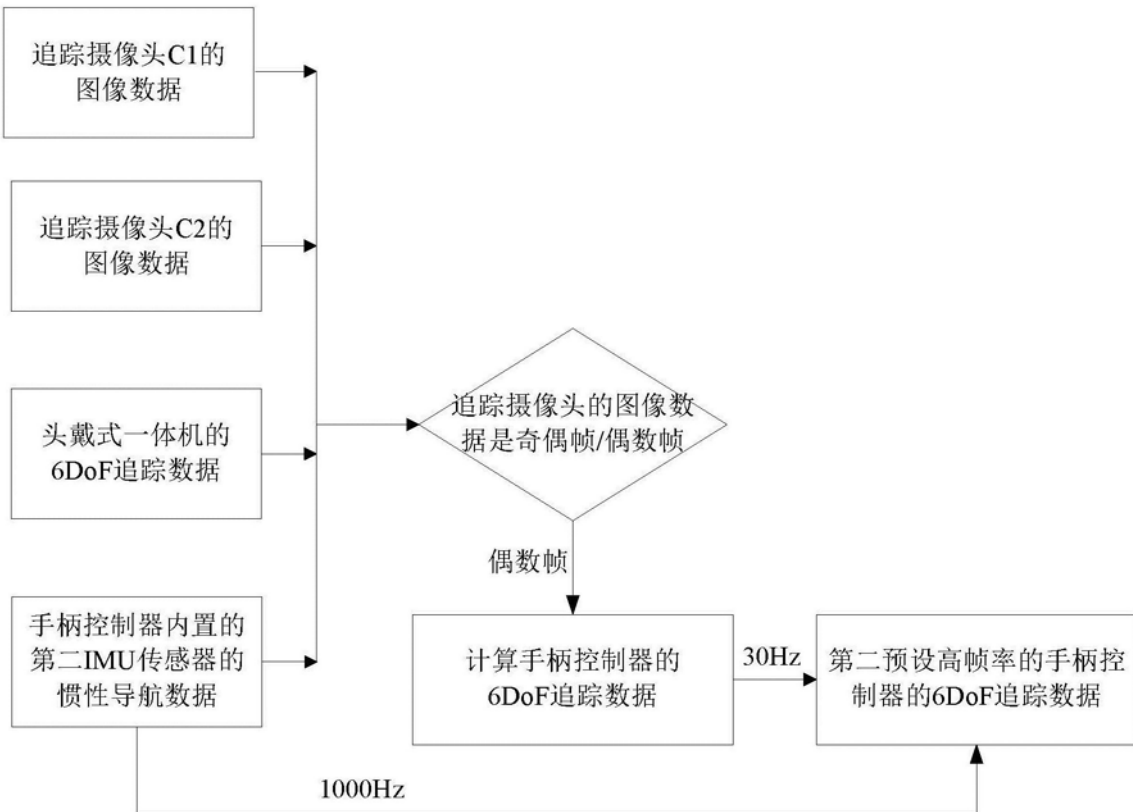 追踪摄像头C1的
图像数据
追踪摄像头C2的
图像数据
追踪摄像头的图像数
据是奇偶帧/偶数帧
头戴式一体机的
6DoF追踪数据
偶数帧
手柄控制器内置的
第二IMU传感器的
惯性导航数据
计算手柄控制器的
6DoF追踪数据
30Hz
第二预设高帧率的手柄控
制器的6DoF追踪数据
1000Hz